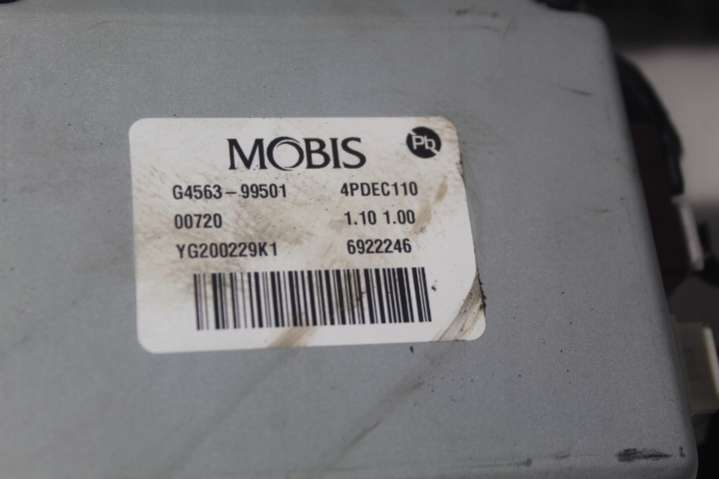 MOBIS Pb
G4563-99501 4PDEC110
00720 1.10 1.00
YG200229K1 6922246